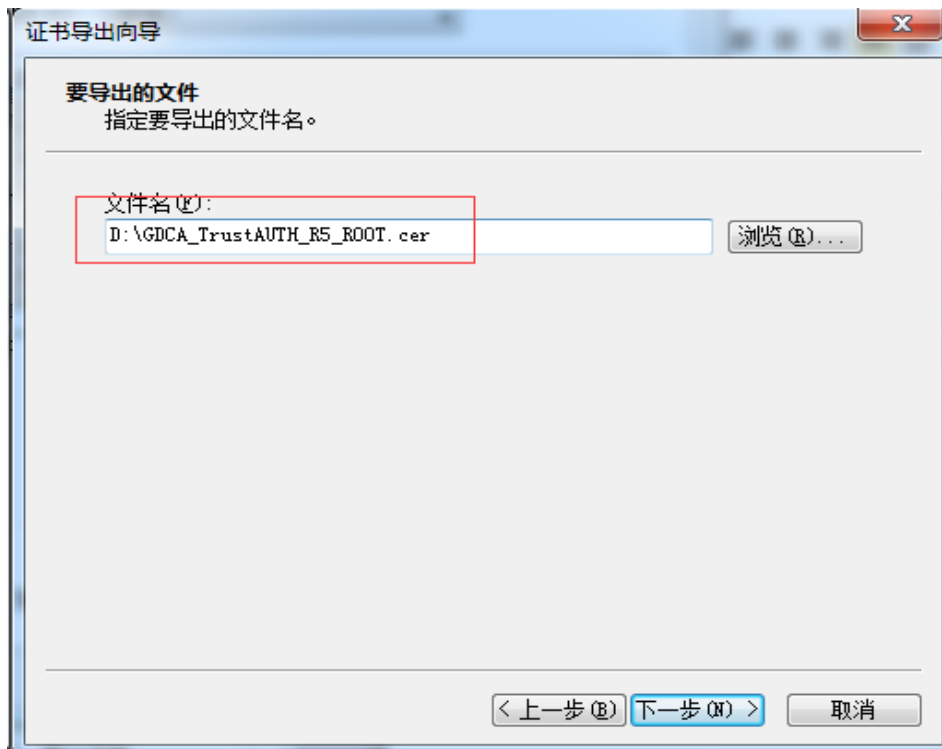 证书导出向导
要导出的文件
指定要导出的文件名。
文件名(F):
D:\GDCA_TrustAUTH_R5_ROOT.cer
浏览(R)...
< 上一步(B) 下一步(N) > 取消